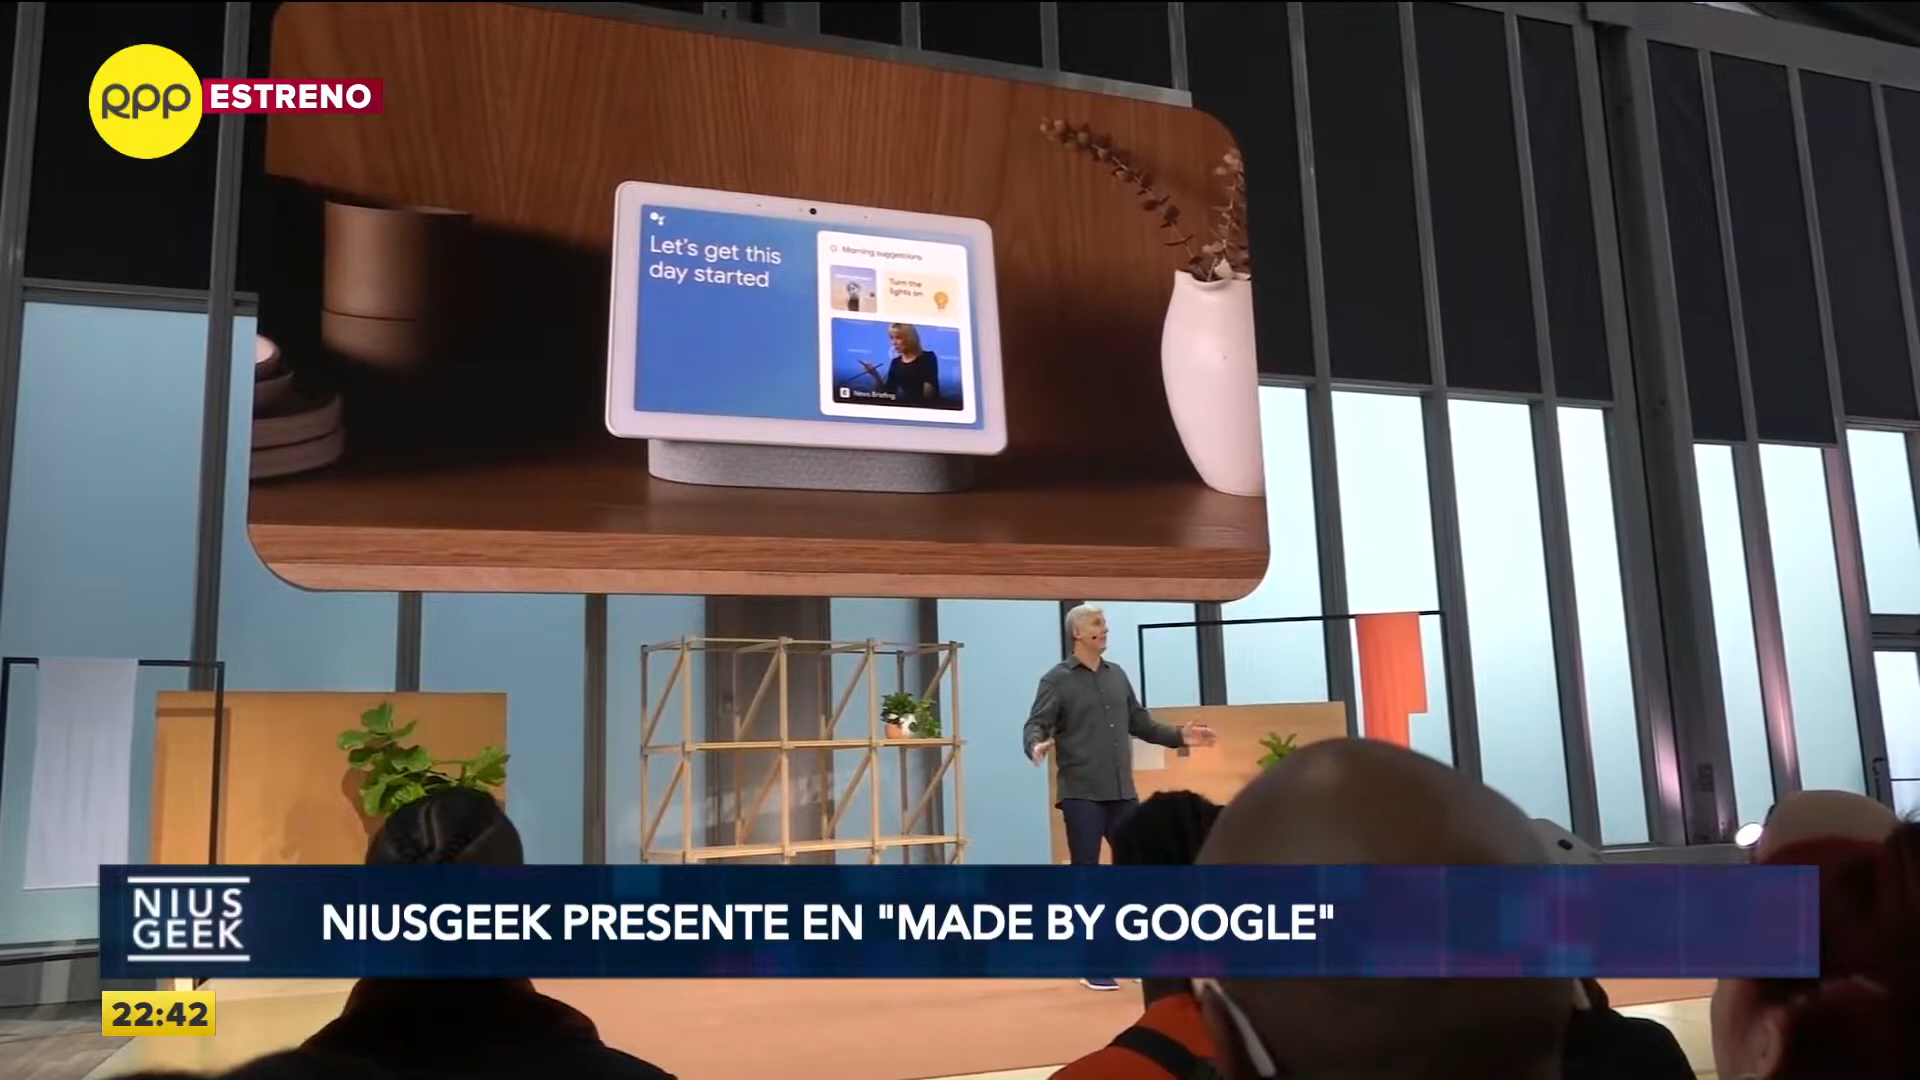 rpp ESTRENO
Let's get this
day started
Morning suggestions
Turn the
lights on
News Briefing
NIUS
GEEK
NIUSGEEK PRESENTE EN "MADE BY GOOGLE"
22:42